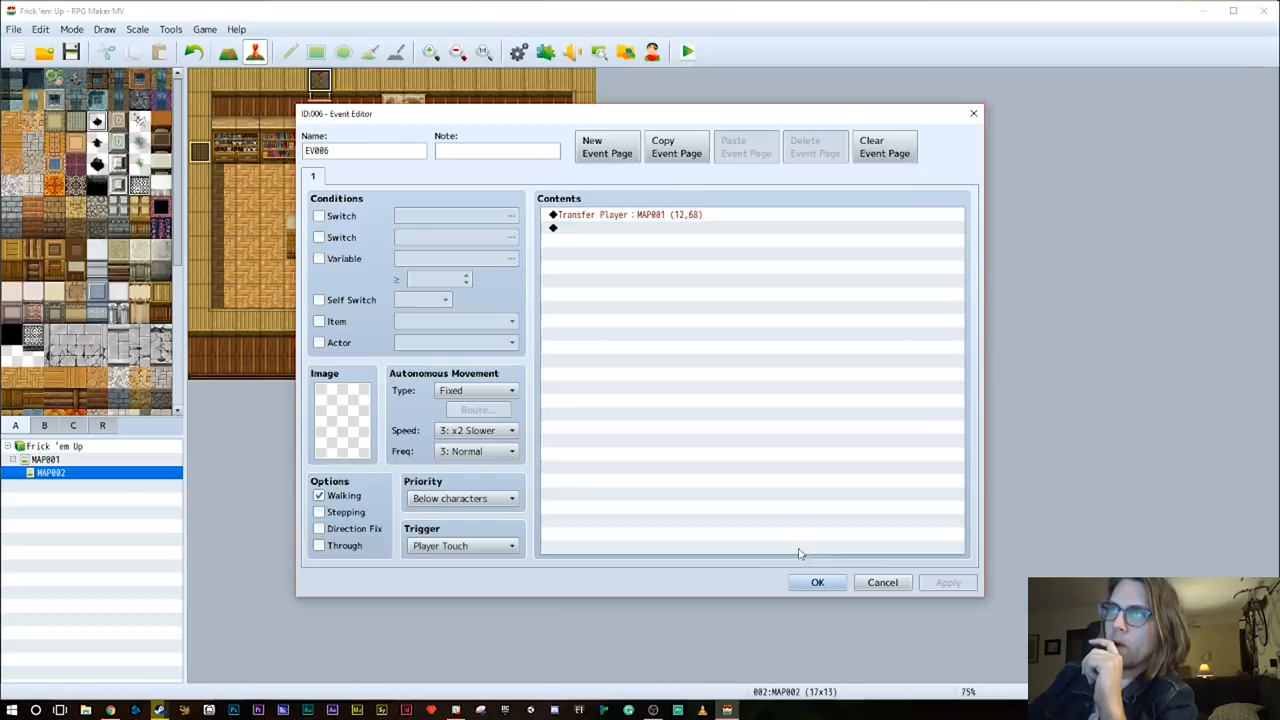 Frick 'em Up - RPG Maker MV
File Edit Mode Draw Scale Tools Game Help
ID:006 - Event Editor
Name:
Note:
EV006
New
Event Page
Copy
Event Page
Paste
Event Page
Delete
Event Page
Clear
Event Page
1
Conditions
Switch
...
Switch
...
Variable
...
≥
Self Switch
Item
Actor
Image
Autonomous Movement
Type: Fixed
Route...
Speed: 3: x2 Slower
Freq: 3: Normal
Options
Walking
Stepping
Direction Fix
Through
Priority
Below characters
Trigger
Player Touch
Contents
◆Transfer Player：MAP001 (12,68)
◆
OK Cancel Apply
A B C R
Frick 'em Up
MAP001
MAP002
002:MAP002 (17x13)
75%